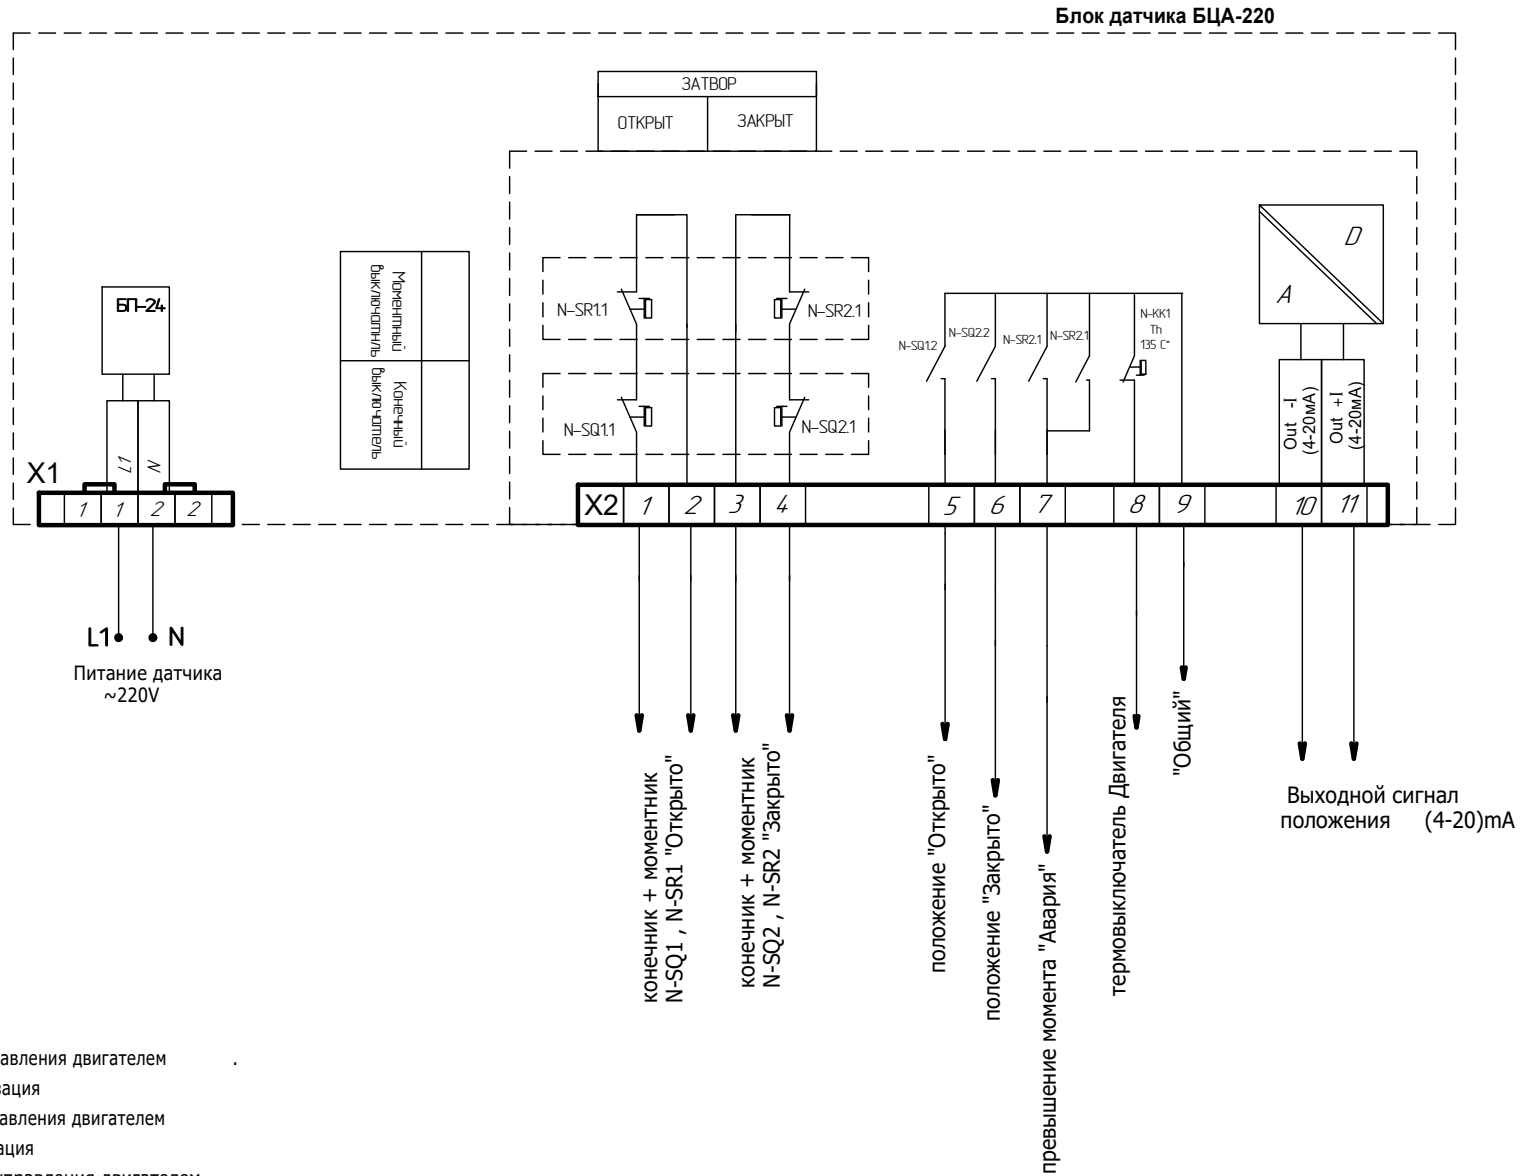 Блок датчика БЦА-220
ЗАТВОР
ОТКРЫТ
ЗАКРЫТ
БП-24
L1
N
X1
1
1
2
2
L1
N
Питание датчика
~220V
Моментный
выключатнль
Конечный
выключатель
N-SR1.1
N-SR2.1
N-SQ1.1
N-SQ2.1
N-SQ1.2
N-SQ2.2
N-SR2.1
N-SR2.1
N-KK1
Th
135 C°
D
A
Out -I
(4-20мА)
Out +I
(4-20мА)
X2
1
2
3
4
5
6
7
8
9
10
11
конечник + моментник
N-SQ1 , N-SR1 "Открыто"
конечник + моментник
N-SQ2 , N-SR2 "Закрыто"
положение "Открыто"
положение "Закрыто"
превышение момента "Авария"
термовыключатель Двигателя
"Общий"
Выходной сигнал
положения (4-20)mA
авления двигателем .
авления двигателем